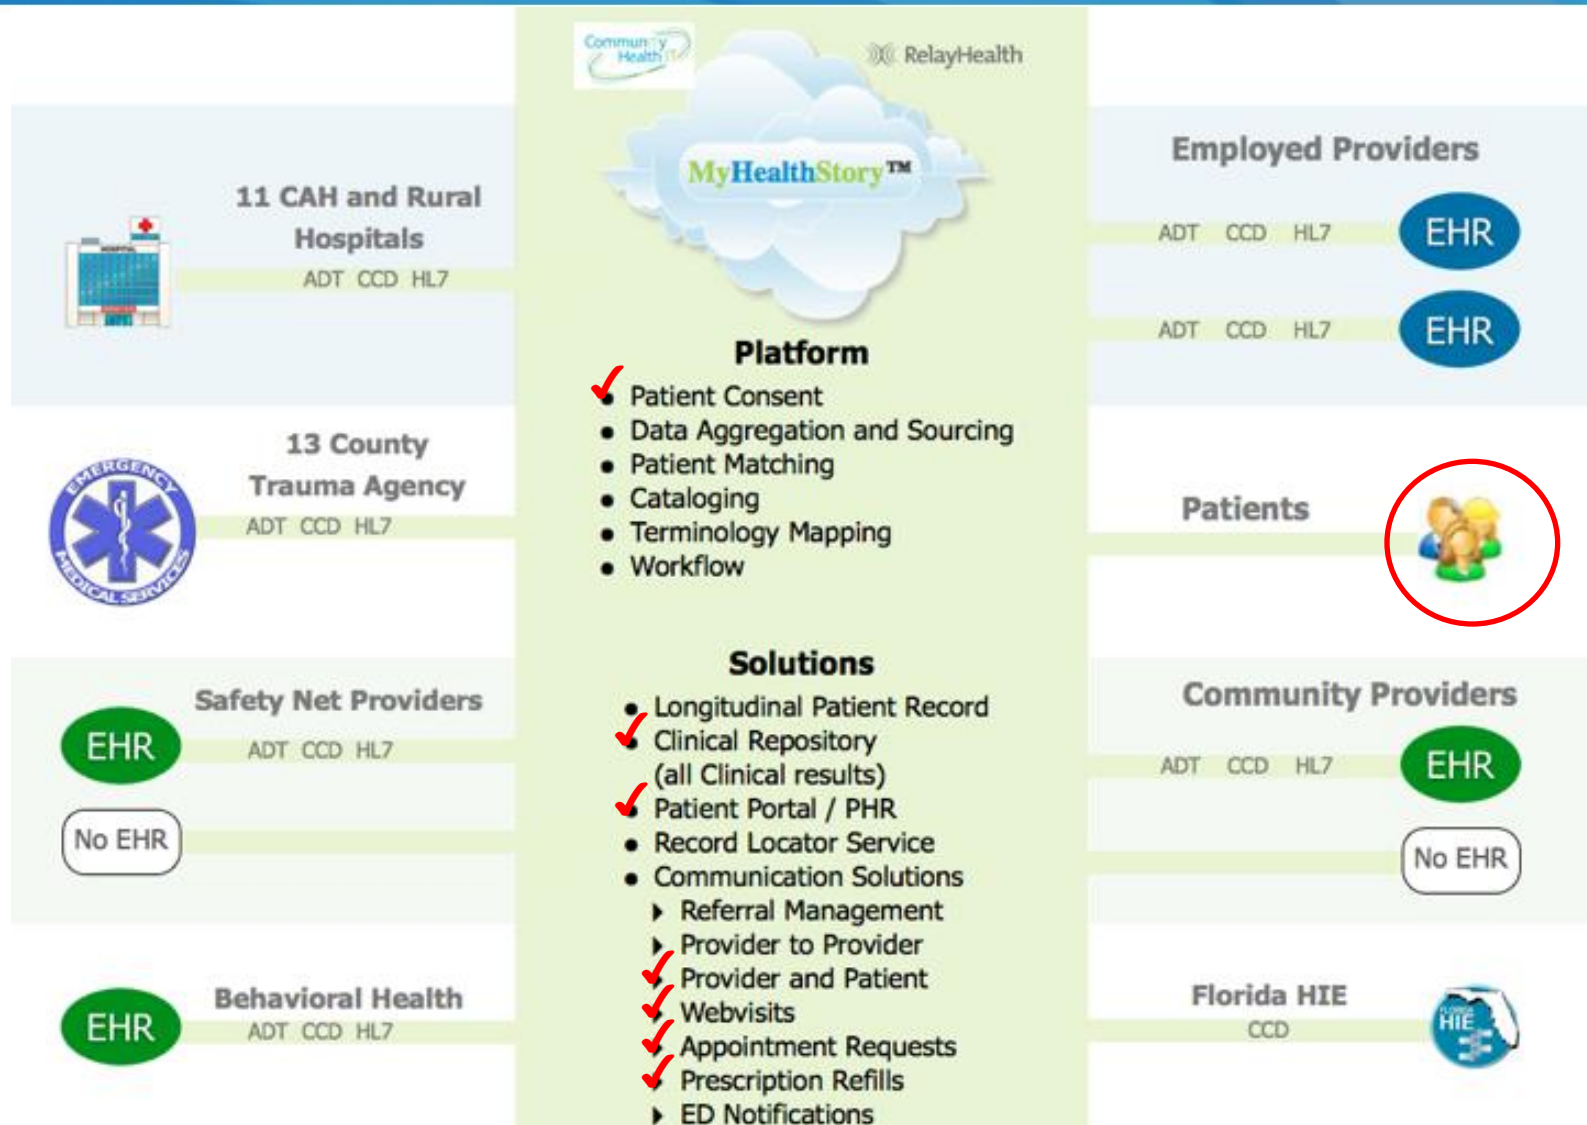 Community
Health IT
RelayHealth
MyHealthStory™
11 CAH and Rural
Hospitals
ADT CCD HL7
HOSPITAL
13 County
Trauma Agency
ADT CCD HL7
EMERGENCY
MEDICAL SERVICES
Safety Net Providers
EHR
ADT CCD HL7
No EHR
Behavioral Health
EHR
ADT CCD HL7
Platform
• Patient Consent
• Data Aggregation and Sourcing
• Patient Matching
• Cataloging
• Terminology Mapping
• Workflow
Solutions
• Longitudinal Patient Record
• Clinical Repository
(all Clinical results)
• Patient Portal / PHR
• Record Locator Service
• Communication Solutions
Referral Management
Provider to Provider
Provider and Patient
Webvisits
Appointment Requests
Prescription Refills
ED Notifications
Employed Providers
ADT CCD HL7
EHR
ADT CCD HL7
EHR
Patients
Community Providers
ADT CCD HL7
EHR
No EHR
Florida HIE
CCD
FLORIDA
HIE